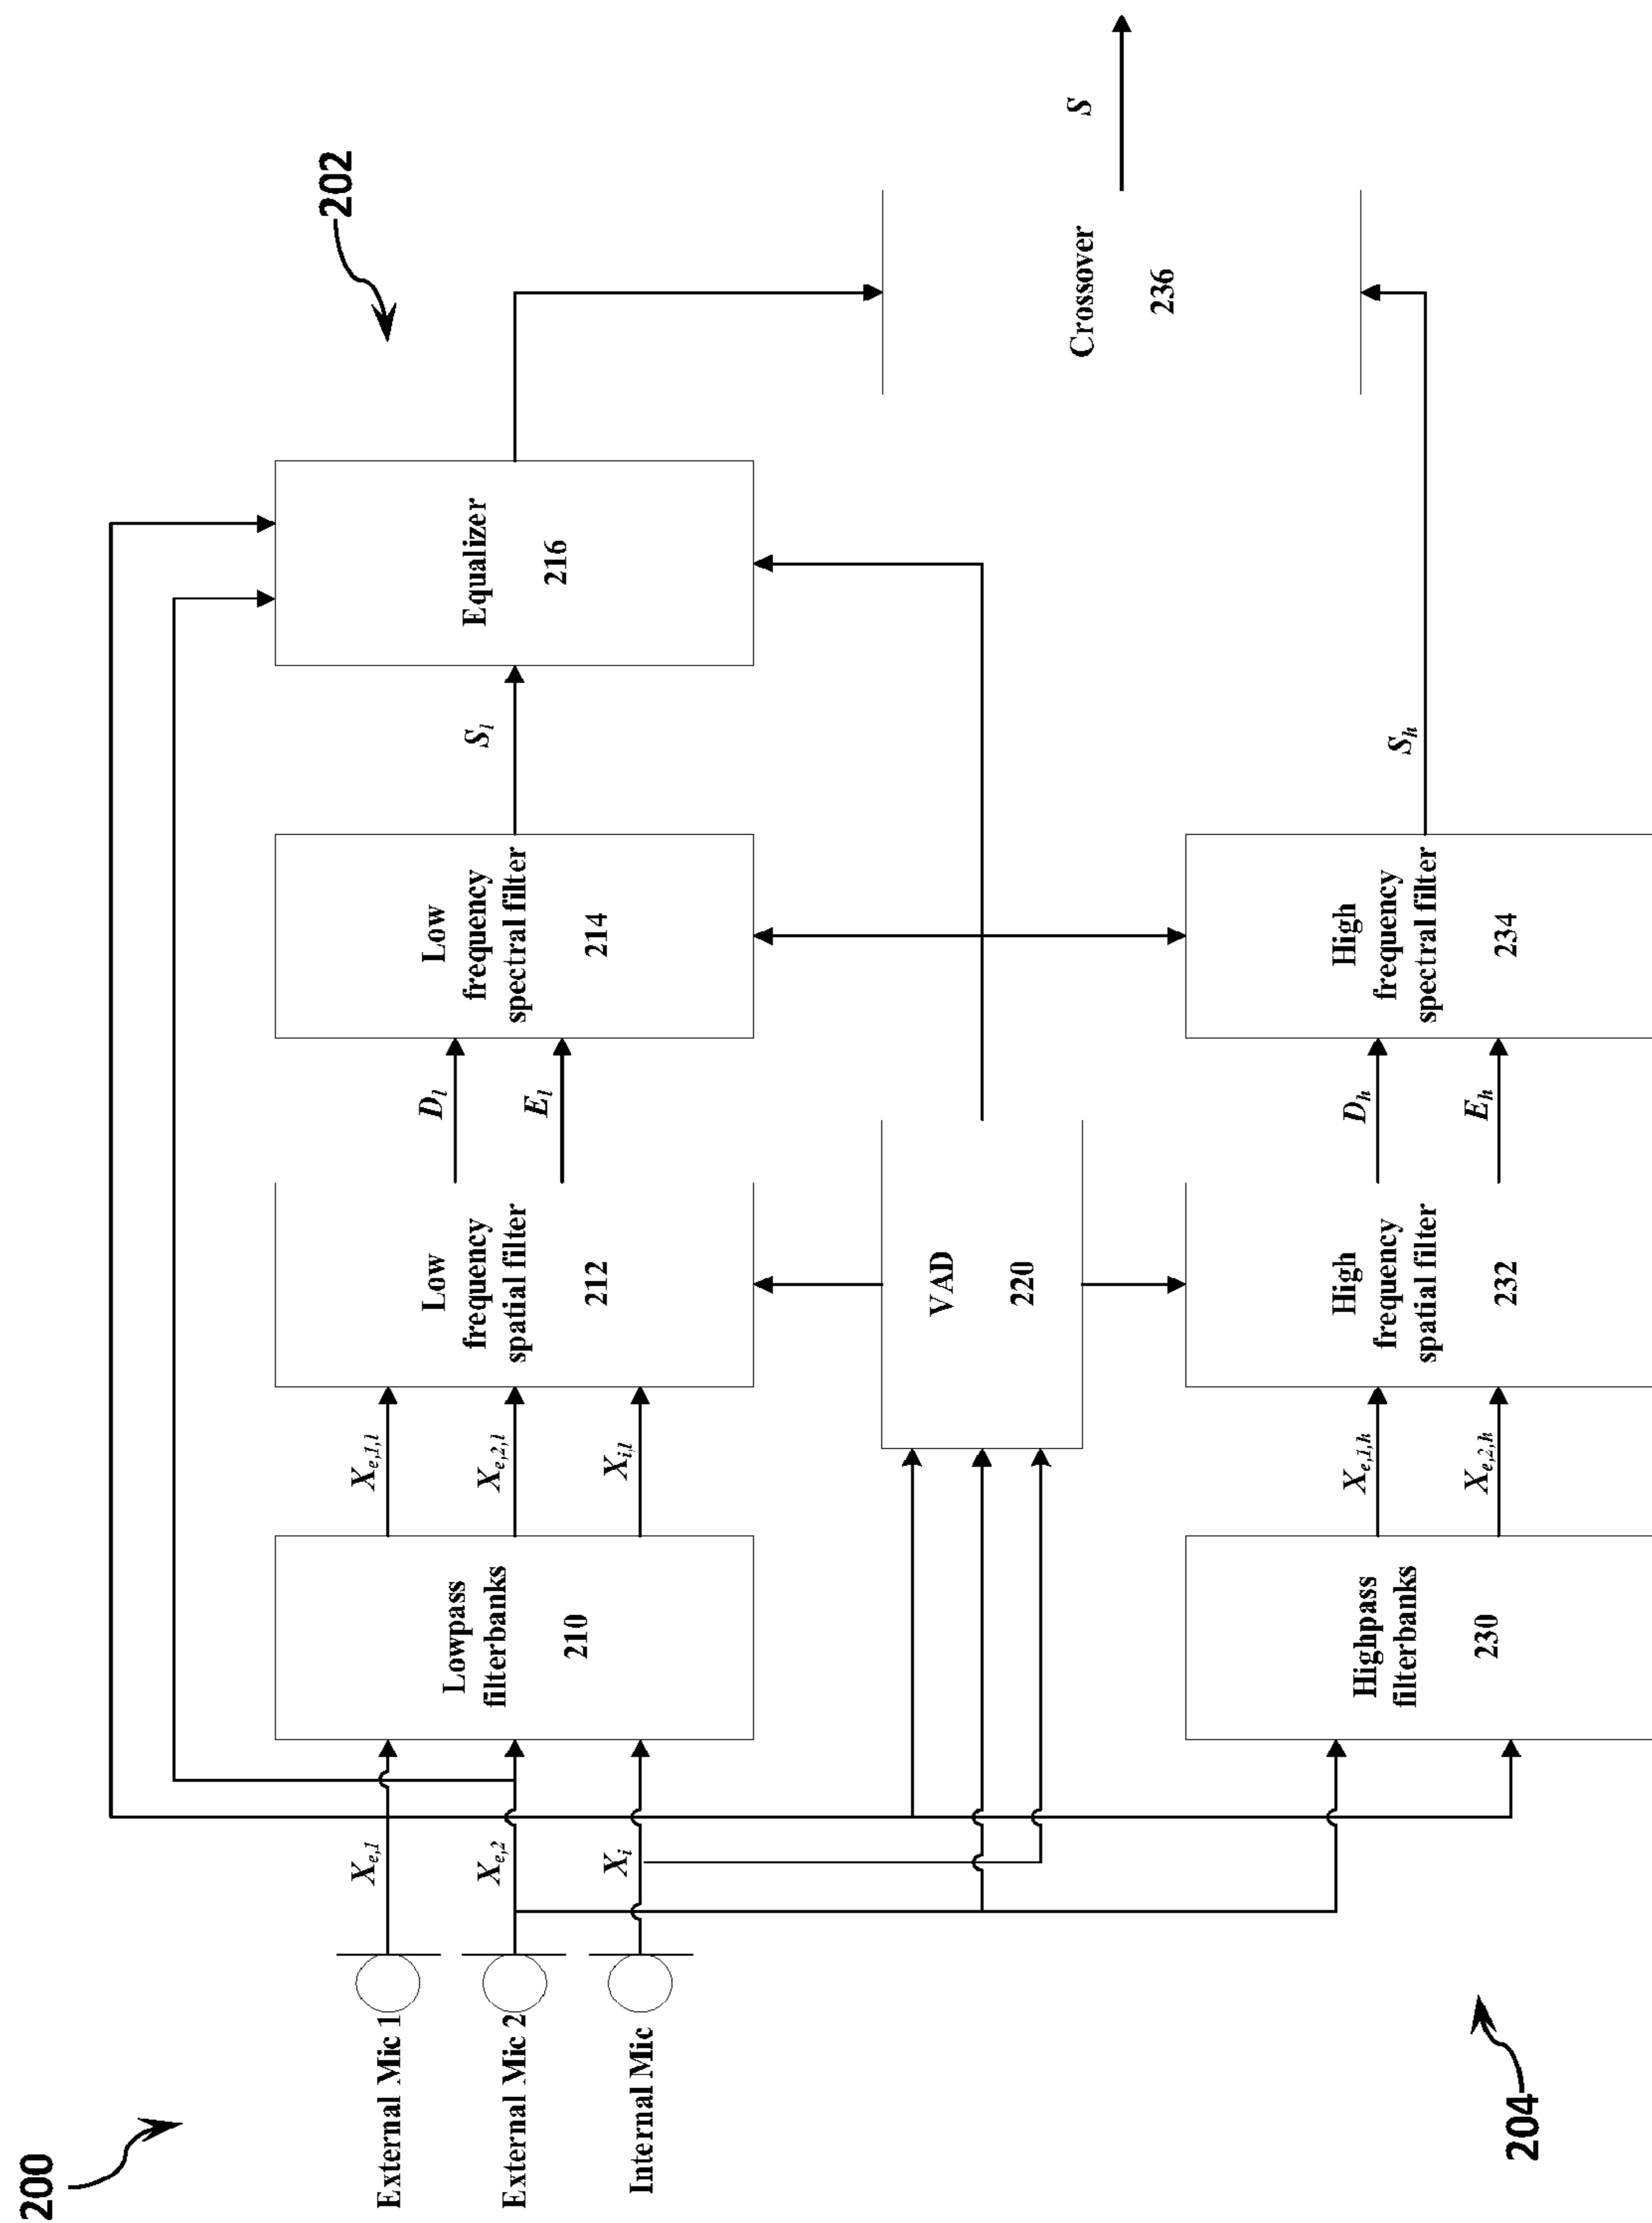 200
202
External Mic 1
External Mic 2
Internal Mic
Xe,1
Xe,2
Xi
Lowpass
filterbanks
210
Xe,1,l
Xe,2,l
Xi,l
Low
frequency
spatial filter
212
Dl
El
Low
frequency
spectral filter
214
Sl
Equalizer
216
VAD
220
Crossover
236
S
204
Highpass
filterbanks
230
Xe,1,h
Xe,2,h
High
frequency
spatial filter
232
Dh
Eh
High
frequency
spectral filter
234
Sh